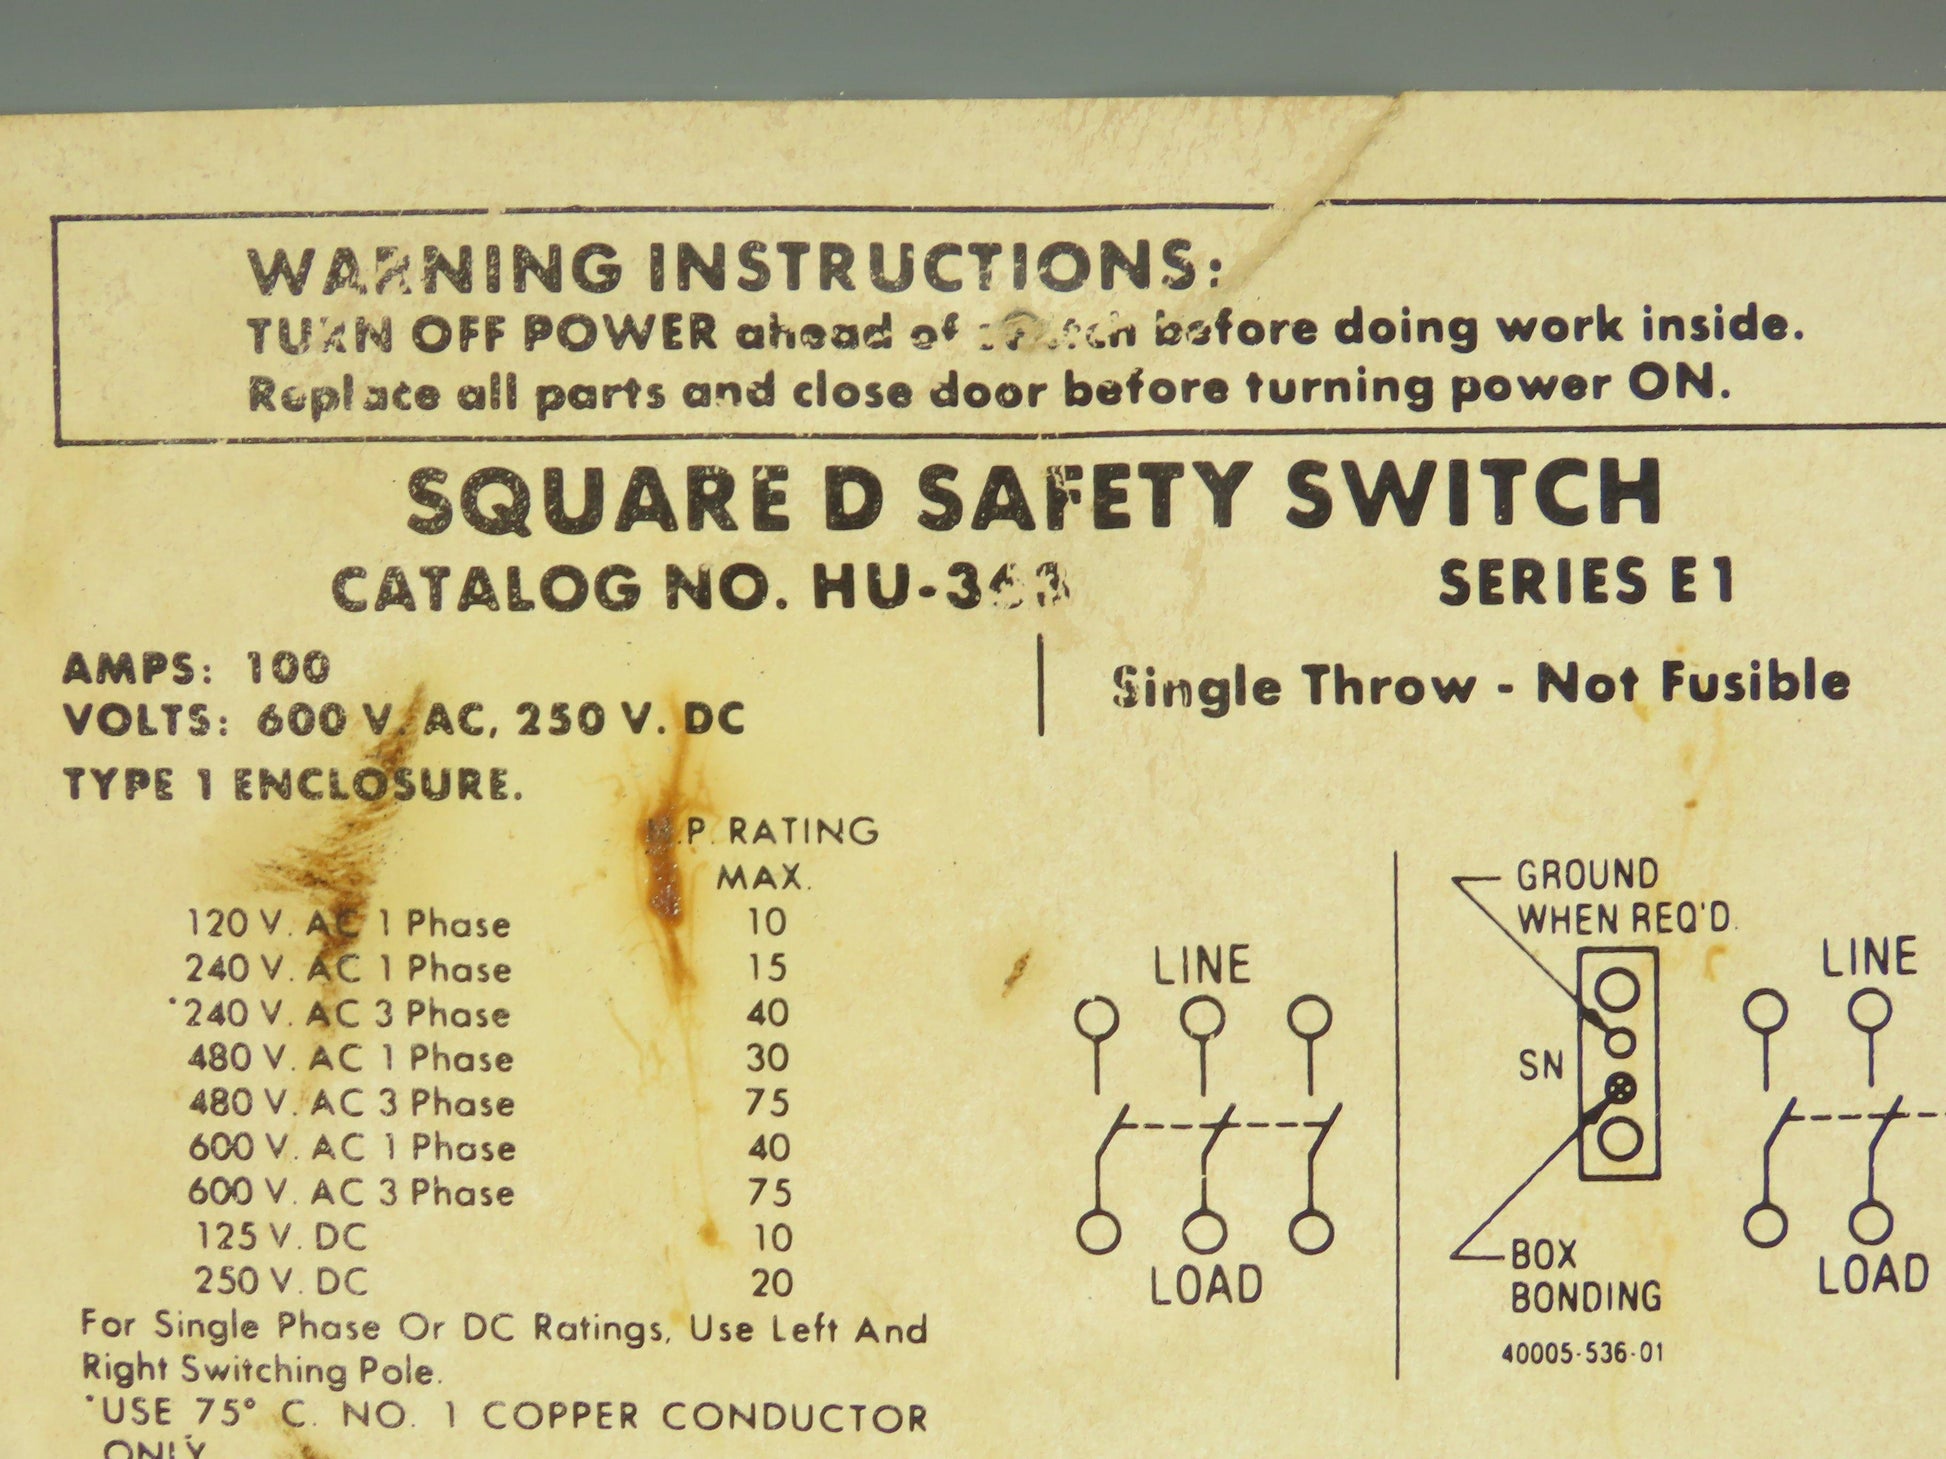 WARNING INSTRUCTIONS:
TURN OFF POWER ahead of switch before doing work inside.
Replace all parts and close door before turning power ON.
SQUARE D SAFETY SWITCH
CATALOG NO. HU-363
SERIES E1
AMPS: 100
VOLTS: 600 V. AC, 250 V. DC
TYPE 1 ENCLOSURE.
Single Throw - Not Fusible
H.P. RATING
MAX.
120 V. AC 1 Phase 10
240 V. AC 1 Phase 15
*240 V. AC 3 Phase 40
480 V. AC 1 Phase 30
480 V. AC 3 Phase 75
600 V. AC 1 Phase 40
600 V. AC 3 Phase 75
125 V. DC 10
250 V. DC 20
For Single Phase Or DC Ratings, Use Left And
Right Switching Pole.
*USE 75° C. NO. 1 COPPER CONDUCTOR
ONLY
LINE
LOAD
GROUND
WHEN REQ'D.
SN
BOX
BONDING
40005-536-01
LINE
LOAD